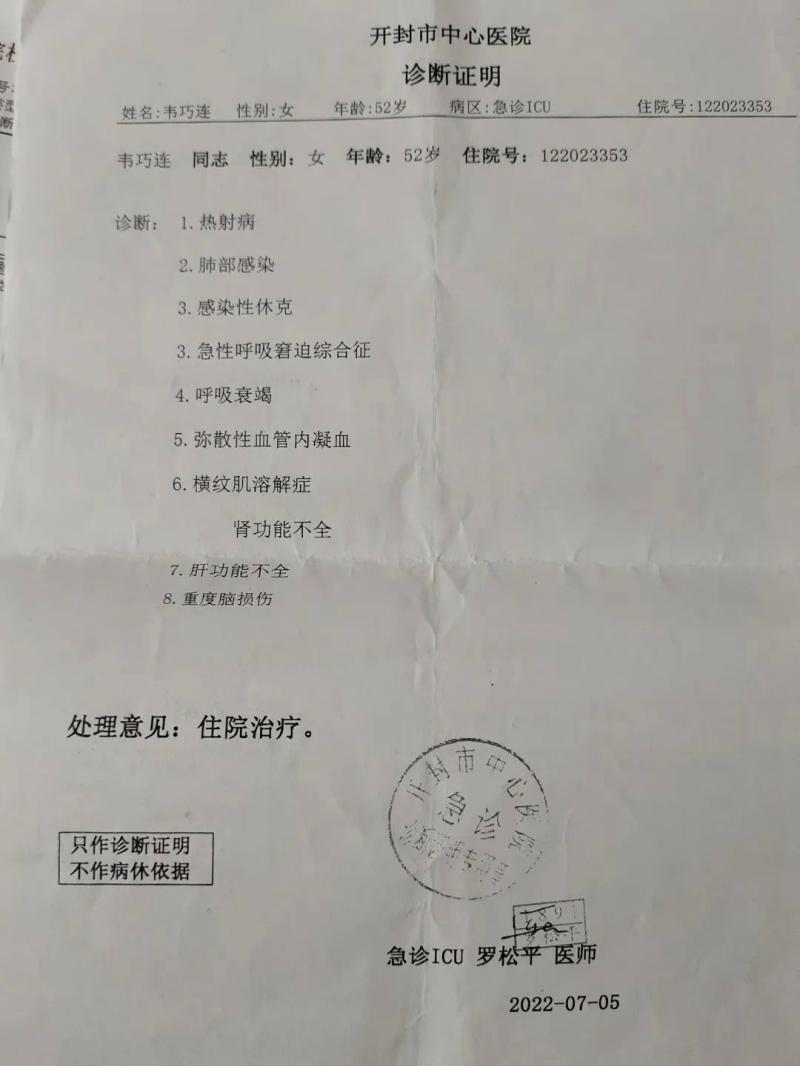 开封市中心医院
诊断证明
姓名:韦巧连 性别:女 年龄:52岁 病区:急诊ICU 住院号:122023353
韦巧连 同志 性别：女 年龄：52岁 住院号：122023353
诊断： 1.热射病
2.肺部感染
3.感染性休克
3.急性呼吸窘迫综合征
4.呼吸衰竭
5.弥散性血管内凝血
6.横纹肌溶解症
肾功能不全
7.肝功能不全
8.重度脑损伤
处理意见：住院治疗。
开封市中心医院
急诊
只作诊断证明
不作病休依据
罗松平
急诊ICU 罗松平 医师
2022-07-05